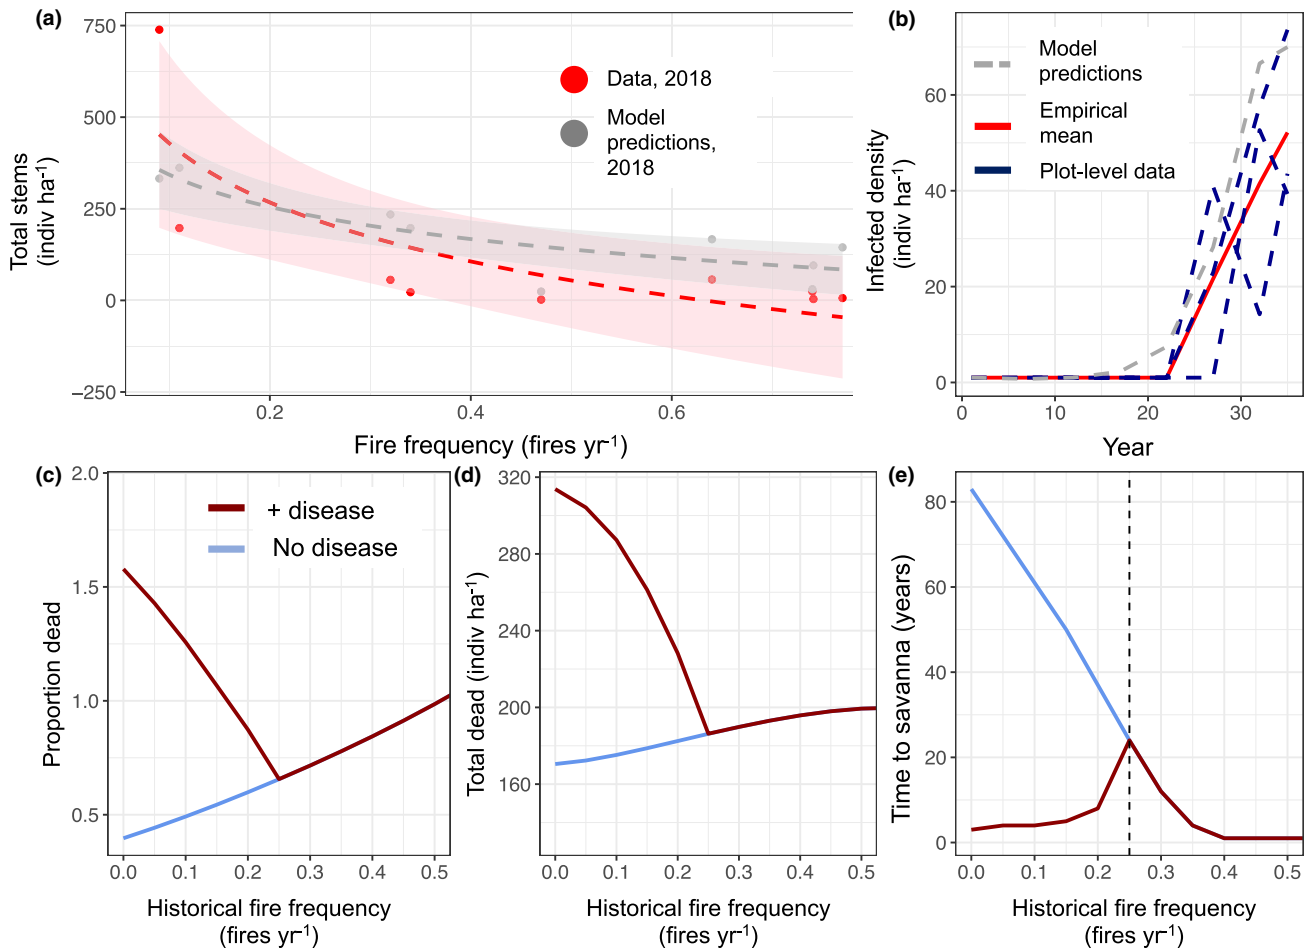 (a)
Total stems
(indiv ha⁻¹)
750
500
250
0
−250
Data, 2018
Model
predictions,
2018
0.2
0.4
0.6
Fire frequency (fires yr⁻¹)
(b)
Infected density
(indiv ha⁻¹)
60
40
20
0
Model
predictions
Empirical
mean
Plot-level data
0
10
20
30
Year
(c)
Proportion dead
2.0
1.5
1.0
0.5
+ disease
No disease
0.0
0.1
0.2
0.3
0.4
0.5
Historical fire frequency
(fires yr⁻¹)
(d)
Total dead (indiv ha⁻¹)
320
280
240
200
160
0.0
0.1
0.2
0.3
0.4
0.5
Historical fire frequency
(fires yr⁻¹)
(e)
Time to savanna (years)
80
60
40
20
0
0.0
0.1
0.2
0.3
0.4
0.5
Historical fire frequency
(fires yr⁻¹)